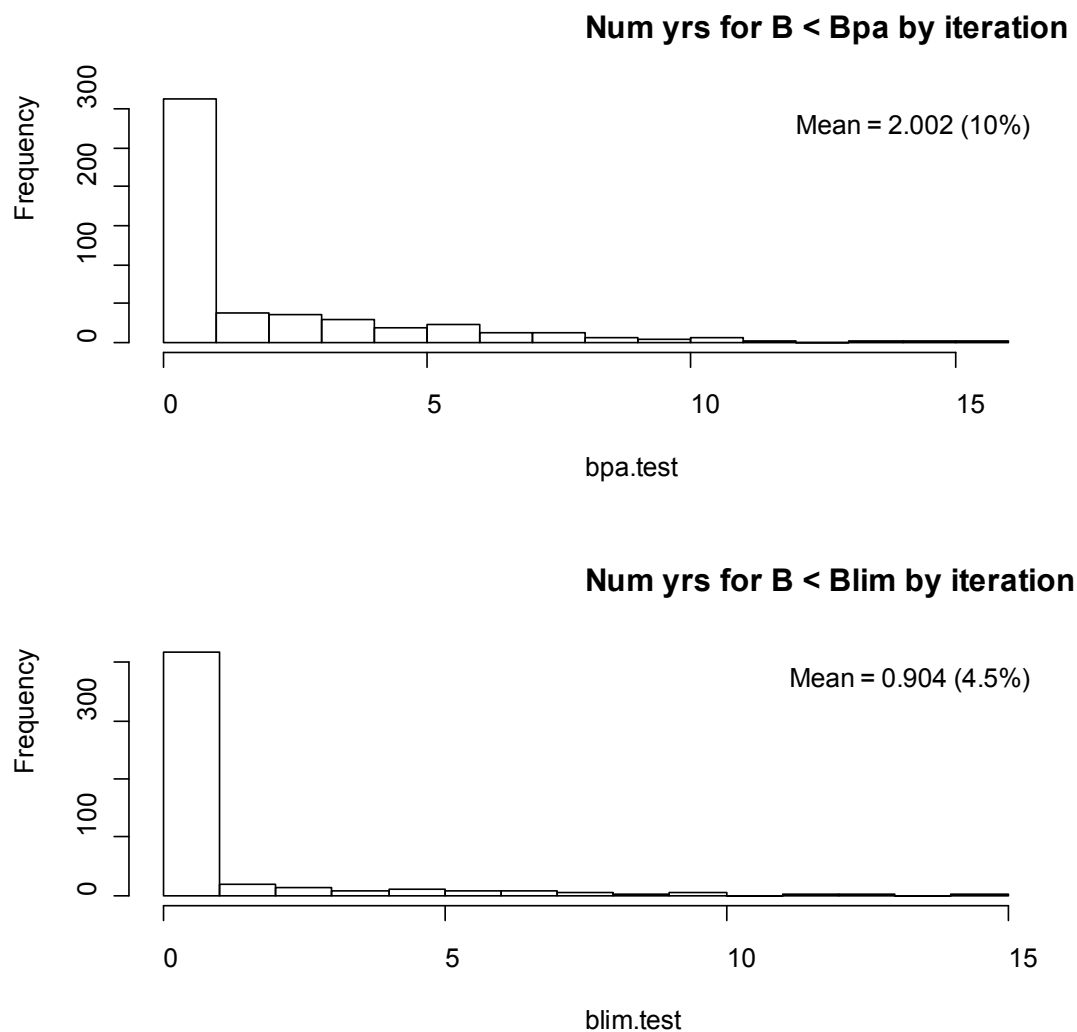 Num yrs for B < Bpa by iteration
Mean = 2.002 (10%)
Frequency
300
200
100
0
0 5 10 15
bpa.test
Num yrs for B < Blim by iteration
Mean = 0.904 (4.5%)
Frequency
300
100
0
0 5 10 15
blim.test